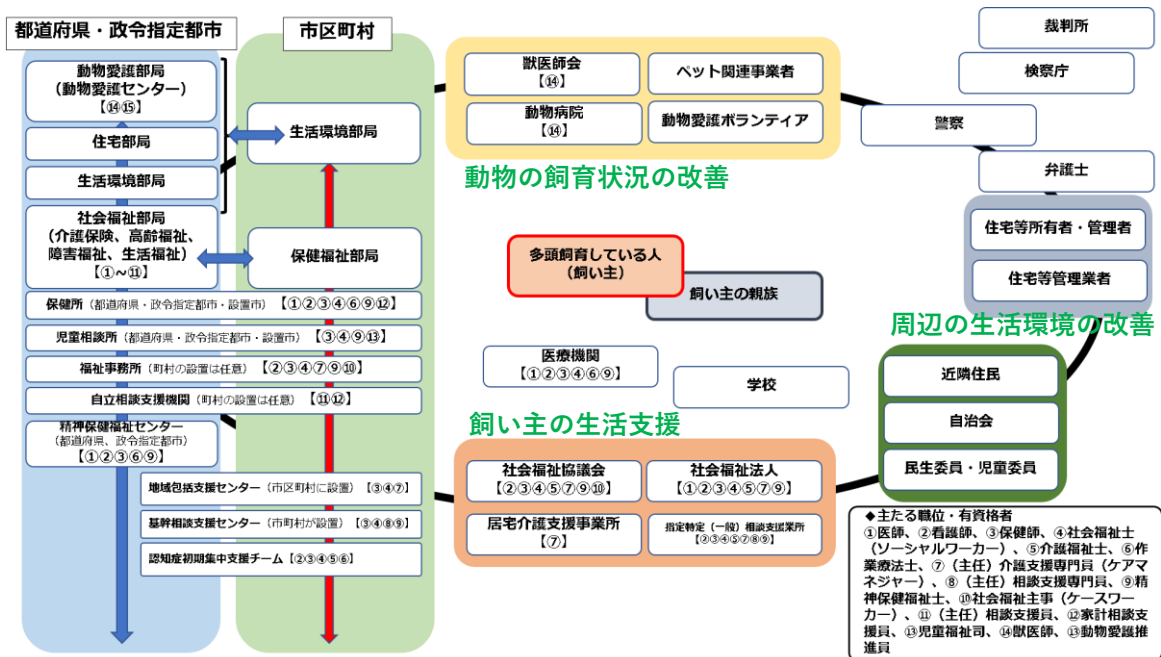 都道府県・政令指定都市
市区町村
動物愛護部局
(動物愛護センター)
【⑭⑮】
住宅部局
生活環境部局
社会福祉部局
(介護保険、高齢福祉、
障害福祉、生活福祉)
【①~⑪】
生活環境部局
保健福祉部局
保健所(都道府県・政令指定都市・設置市)【①②③④⑥⑨⑫】
児童相談所(都道府県・政令指定都市・設置市)【③④⑨⑬】
福祉事務所(町村の設置は任意)【②③④⑦⑨⑩】
自立相談支援機関(町村の設置は任意)【⑪⑫】
精神保健福祉センター
(都道府県、政令指定都市)
【①②③⑥⑨】
地域包括支援センター(市区町村に設置)【③④⑦】
基幹相談支援センター(市町村が設置)【③④⑧⑨】
認知症初期集中支援チーム【②③④⑤⑥】
獣医師会
【⑭】
ペット関連事業者
動物病院
【⑭】
動物愛護ボランティア
動物の飼育状況の改善
裁判所
検察庁
警察
弁護士
住宅等所有者・管理者
住宅等管理業者
周辺の生活環境の改善
多頭飼育している人
(飼い主)
飼い主の親族
医療機関
【①②③④⑥⑨】
学校
近隣住民
自治会
民生委員・児童委員
飼い主の生活支援
社会福祉協議会
【②③④⑤⑦⑨⑩】
社会福祉法人
【①②③④⑤⑦⑨】
居宅介護支援事業所
【⑦】
指定特定(一般)相談支援業所
【②③④⑤⑦⑧⑨】
◆主たる職位・有資格者
①医師、②看護師、③保健師、④社会福祉士
(ソーシャルワーカー)、⑤介護福祉士、⑥作
業療法士、⑦(主任)介護支援専門員(ケアマ
ネジャー)、⑧(主任)相談支援専門員、⑨精
神保健福祉士、⑩社会福祉主事(ケースワー
カー)、⑪(主任)相談支援員、⑫家計相談支
援員、⑬児童福祉司、⑭獣医師、⑬動物愛護推
進員